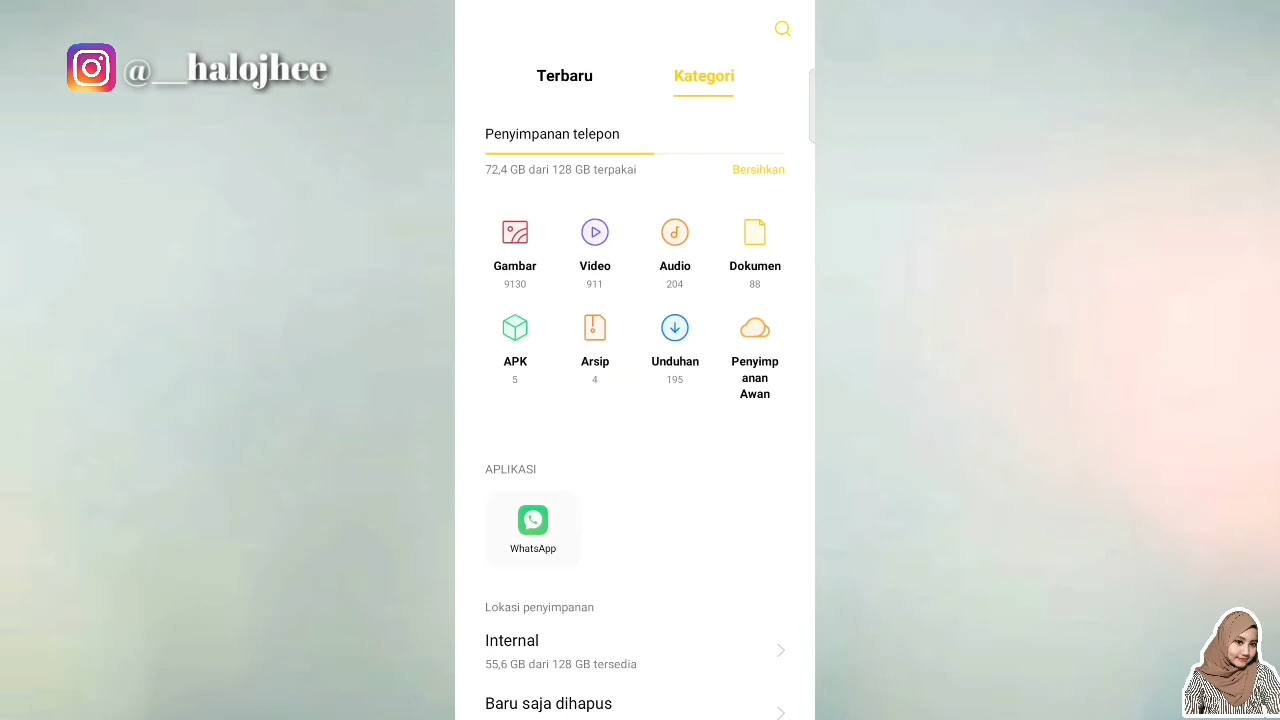 @__halojhee
Terbaru
Kategori
Penyimpanan telepon
72,4 GB dari 128 GB terpakai
Bersihkan
Gambar
9130
Video
911
Audio
204
Dokumen
88
APK
5
Arsip
4
Unduhan
195
Penyimp
anan
Awan
APLIKASI
WhatsApp
Lokasi penyimpanan
Internal
55,6 GB dari 128 GB tersedia
Baru saja dihapus